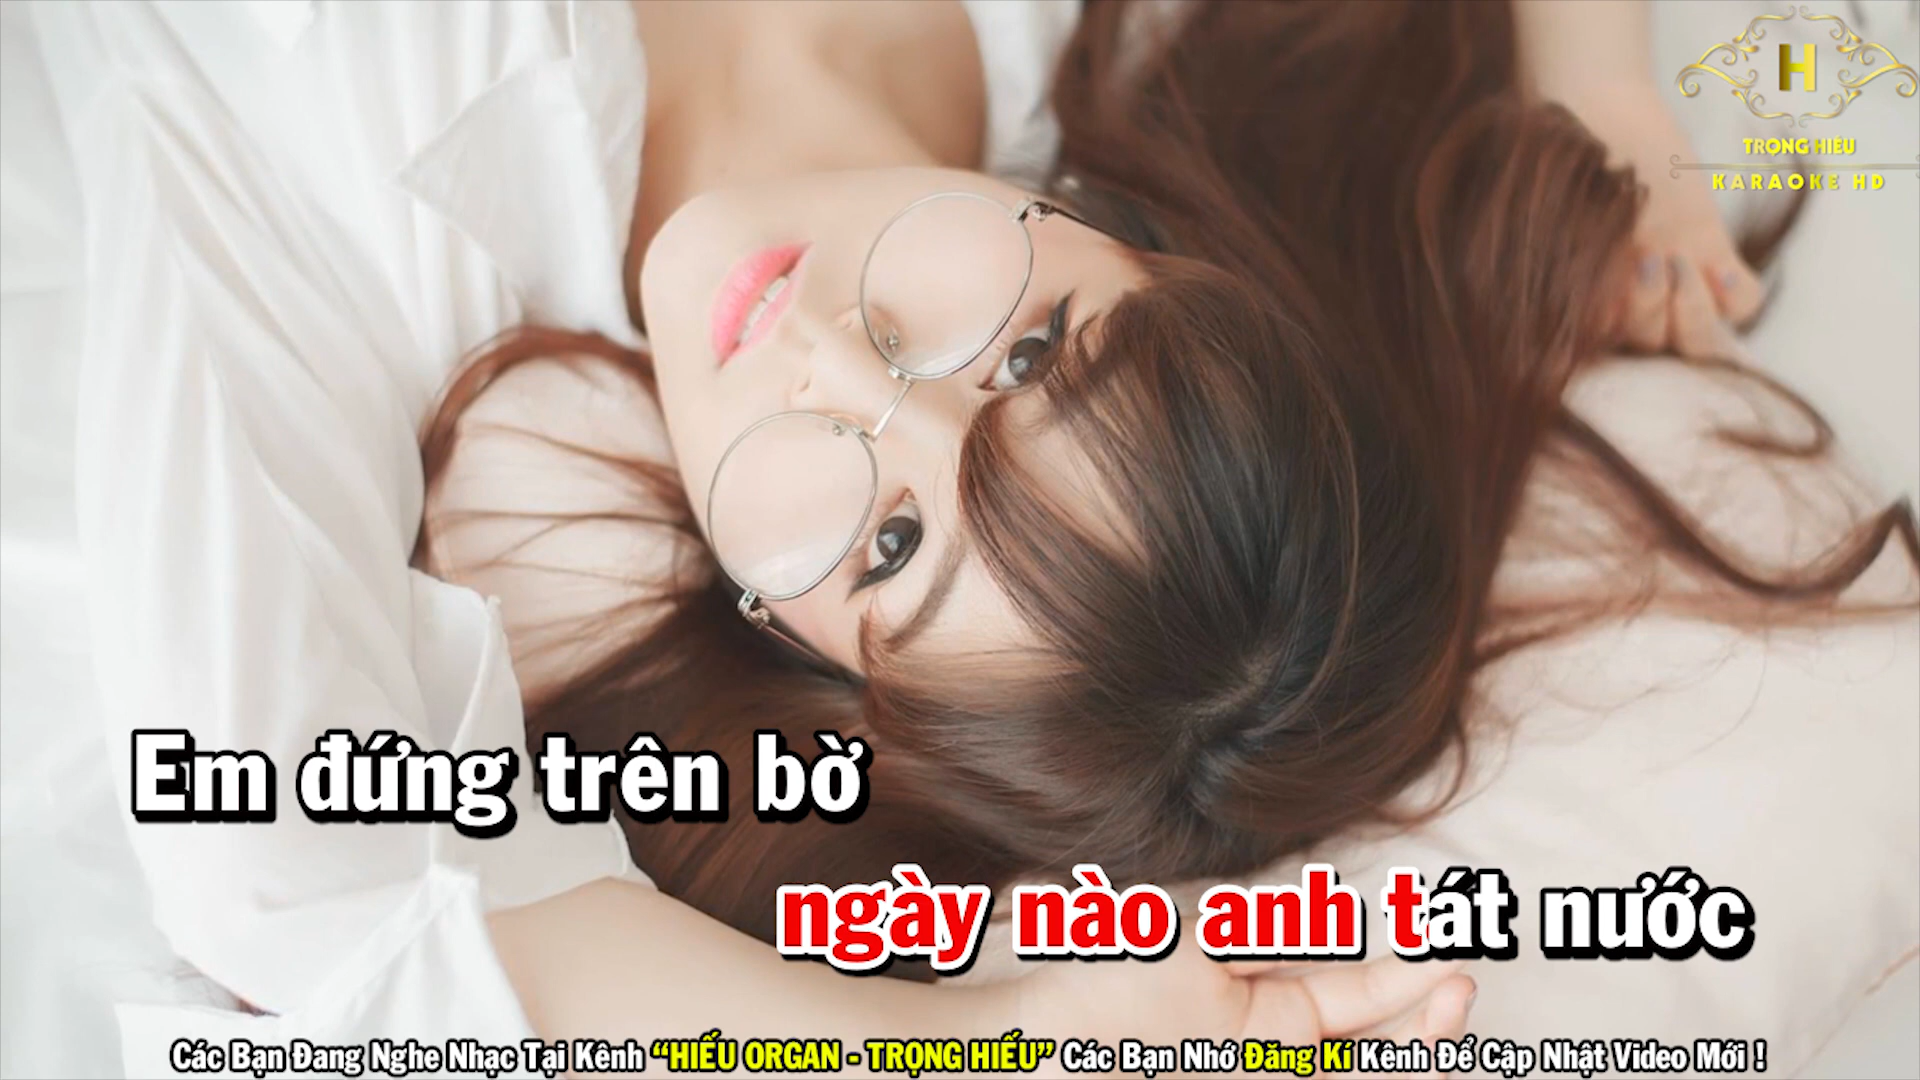 H
TRỌNG HIẾU
KARAOKE HD
Em đứng trên bờ
ngày nào anh tát nước
Các Bạn Đang Nghe Nhạc Tại Kênh “HIẾU ORGAN - TRỌNG HIẾU” Các Bạn Nhớ Đăng Kí Kênh Để Cập Nhật Video Mới !